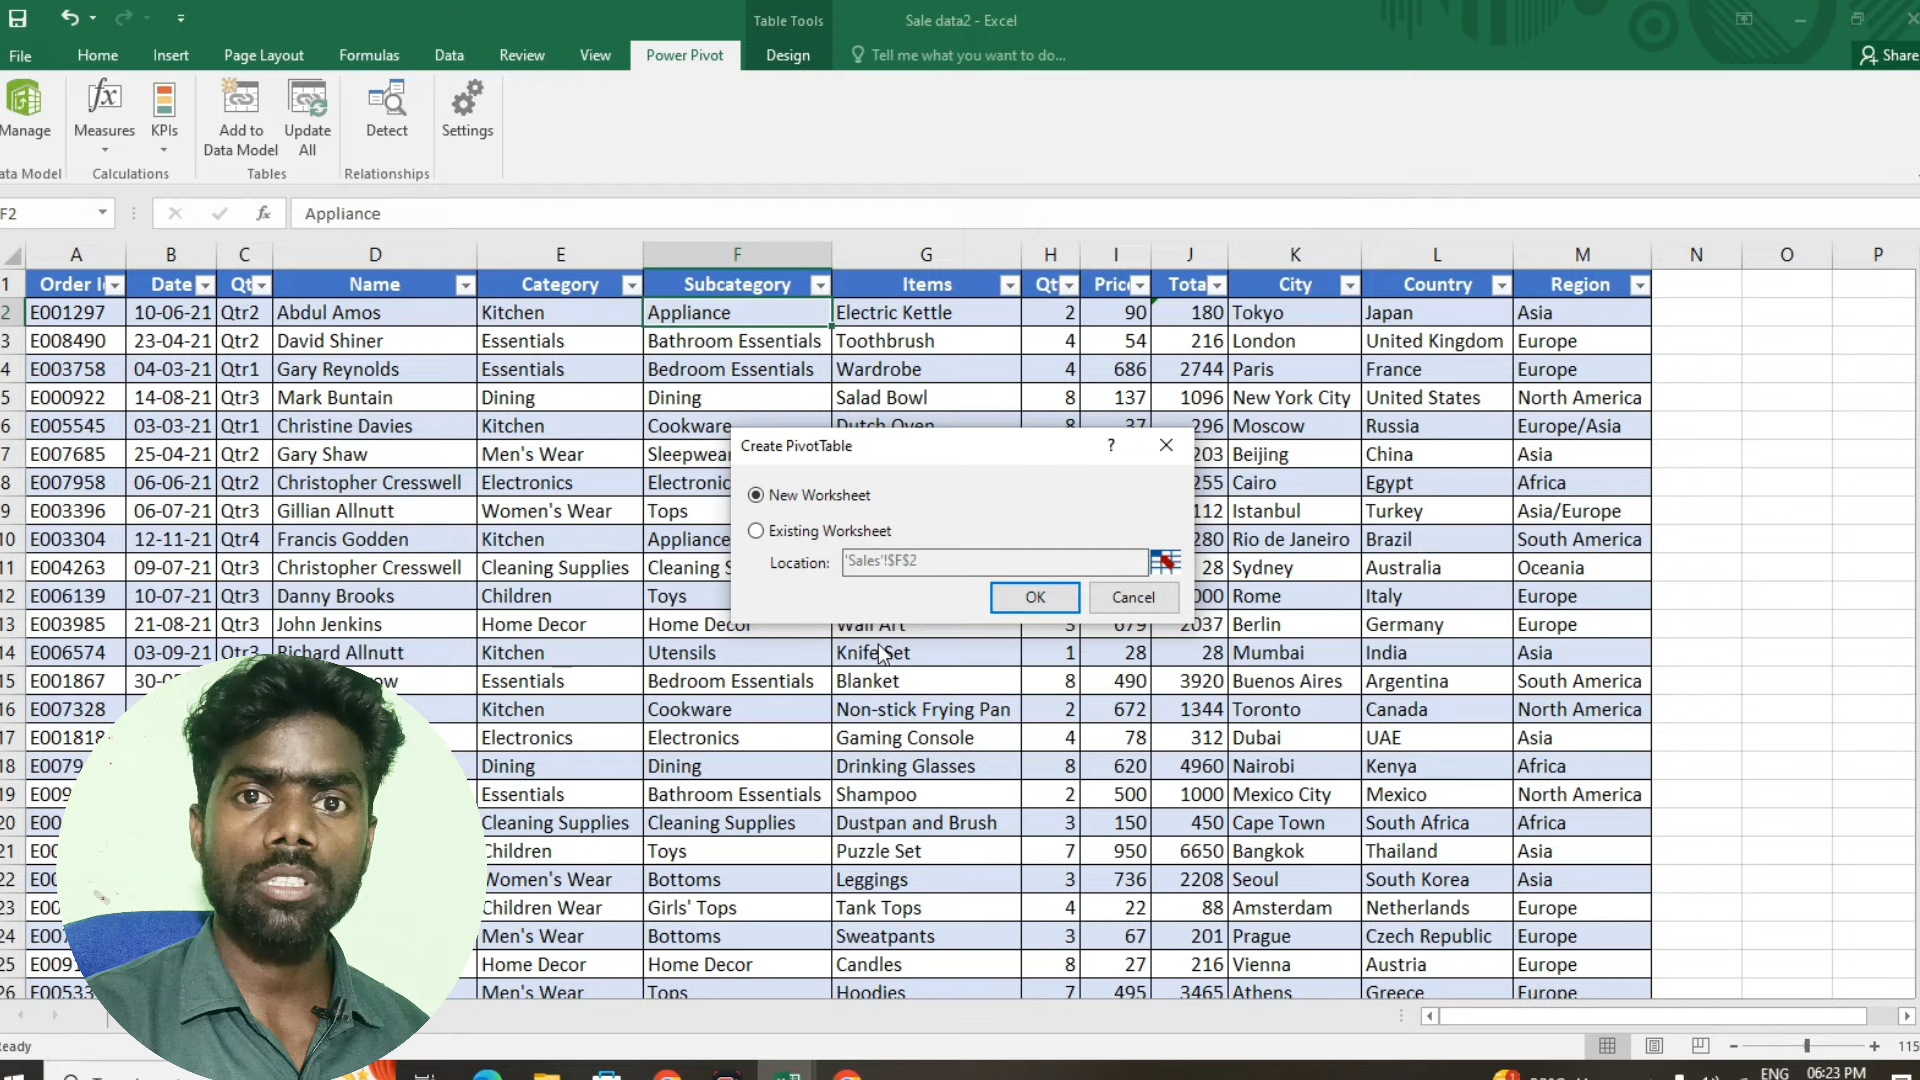 Table Tools
Sale data2 - Excel
File Home Insert Page Layout Formulas Data Review View Power Pivot Design Tell me what you want to do... Share
Manage Measures KPIs Add to Data Model Update All Detect Settings
ata Model Calculations Tables Relationships
F2 fx Appliance
A B C D E F G H I J K L M N O P
1 Order I Date Qt Name Category Subcategory Items Qt Pric Tota City Country Region
2 E001297 10-06-21 Qtr2 Abdul Amos Kitchen Appliance Electric Kettle 2 90 180 Tokyo Japan Asia
3 E008490 23-04-21 Qtr2 David Shiner Essentials Bathroom Essentials Toothbrush 4 54 216 London United Kingdom Europe
4 E003758 04-03-21 Qtr1 Gary Reynolds Essentials Bedroom Essentials Wardrobe 4 686 2744 Paris France Europe
5 E000922 14-08-21 Qtr3 Mark Buntain Dining Dining Salad Bowl 8 137 1096 New York City United States North America
6 E005545 03-03-21 Qtr1 Christine Davies Kitchen Cookware Dutch Oven 8 37 296 Moscow Russia Europe/Asia
7 E007685 25-04-21 Qtr2 Gary Shaw Men's Wear Sleepwear 203 Beijing China Asia
8 E007958 06-06-21 Qtr2 Christopher Cresswell Electronics Electronic 255 Cairo Egypt Africa
9 E003396 06-07-21 Qtr3 Gillian Allnutt Women's Wear Tops 112 Istanbul Turkey Asia/Europe
10 E003304 12-11-21 Qtr4 Francis Godden Kitchen Appliance 280 Rio de Janeiro Brazil South America
11 E004263 09-07-21 Qtr3 Christopher Cresswell Cleaning Supplies Cleaning S 28 Sydney Australia Oceania
12 E006139 10-07-21 Qtr3 Danny Brooks Children Toys 000 Rome Italy Europe
13 E003985 21-08-21 Qtr3 John Jenkins Home Decor Home Decor Wall Art 3 679 2037 Berlin Germany Europe
14 E006574 03-09-21 Qtr3 Richard Allnutt Kitchen Utensils Knife Set 1 28 28 Mumbai India Asia
15 E001867 30- ow Essentials Bedroom Essentials Blanket 8 490 3920 Buenos Aires Argentina South America
16 E007328 Kitchen Cookware Non-stick Frying Pan 2 672 1344 Toronto Canada North America
17 E001818 Electronics Electronics Gaming Console 4 78 312 Dubai UAE Asia
18 E0079 Dining Dining Drinking Glasses 8 620 4960 Nairobi Kenya Africa
19 E009 Essentials Bathroom Essentials Shampoo 2 500 1000 Mexico City Mexico North America
20 E00 Cleaning Supplies Cleaning Supplies Dustpan and Brush 3 150 450 Cape Town South Africa Africa
21 E00 Children Toys Puzzle Set 7 950 6650 Bangkok Thailand Asia
22 E00 Women's Wear Bottoms Leggings 3 736 2208 Seoul South Korea Asia
23 E00 Children Wear Girls' Tops Tank Tops 4 22 88 Amsterdam Netherlands Europe
24 E007 Men's Wear Bottoms Sweatpants 3 67 201 Prague Czech Republic Europe
25 E009 Home Decor Home Decor Candles 8 27 216 Vienna Austria Europe
26 E00533 Men's Wear Tops Hoodies 7 495 3465 Athens Greece Europe
Create PivotTable ?
New Worksheet
Existing Worksheet
Location: 'Sales'!$F$2
OK Cancel
eady 115
ENG 06:23 PM